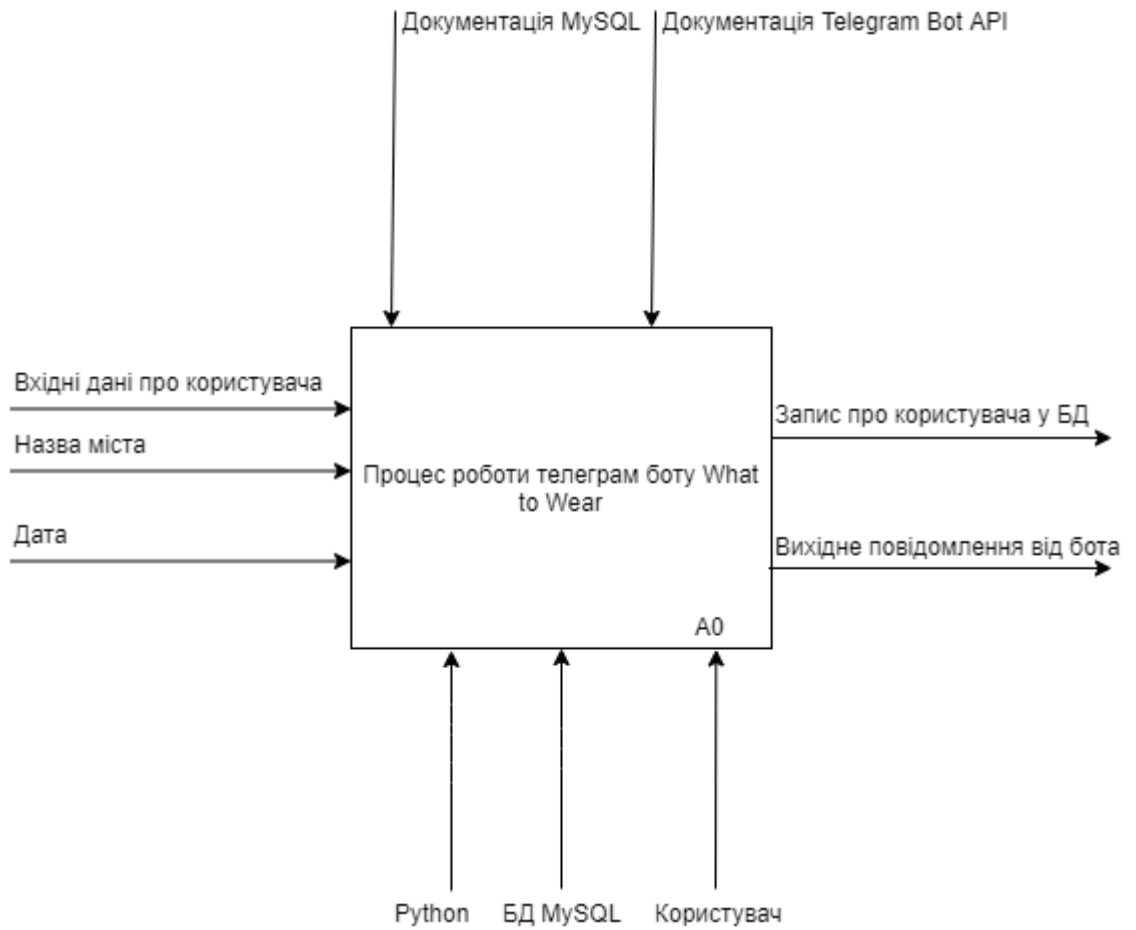 Документація MySQL
Документація Telegram Bot API
Вхідні дані про користувача
Назва міста
Дата
Процес роботи телеграм боту What
to Wear
A0
Запис про користувача у БД
Вихідне повідомлення від бота
Python
БД MySQL
Користувач